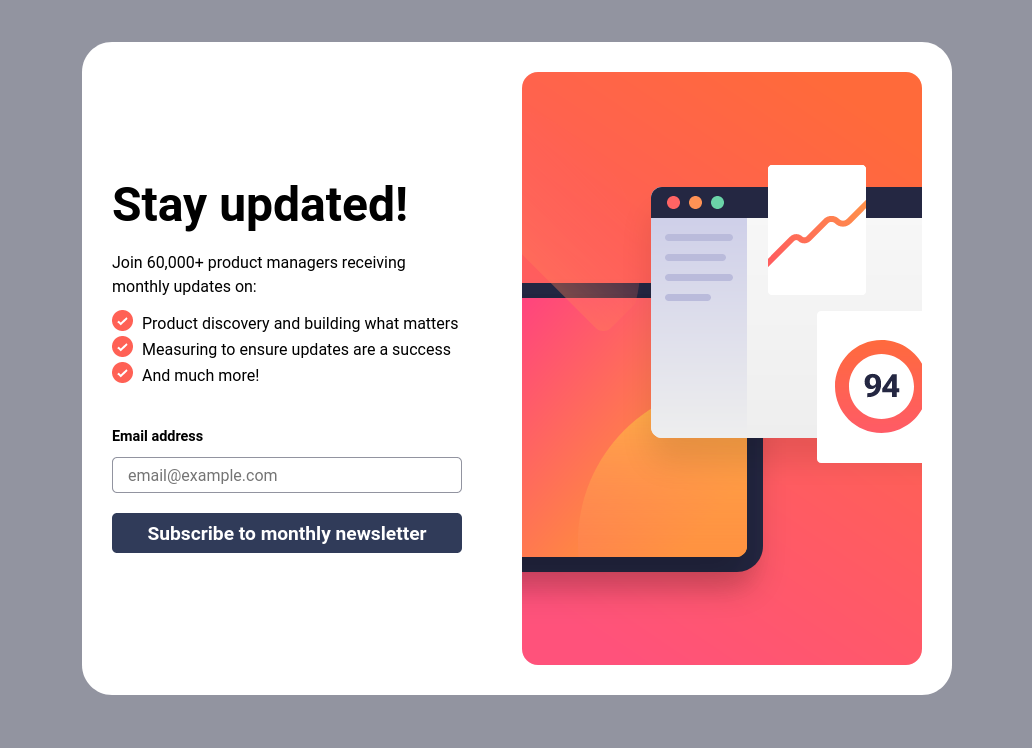 Stay updated!
Join 60,000+ product managers receiving
monthly updates on:
Product discovery and building what matters
Measuring to ensure updates are a success
And much more!
Email address
email@example.com
Subscribe to monthly newsletter
94